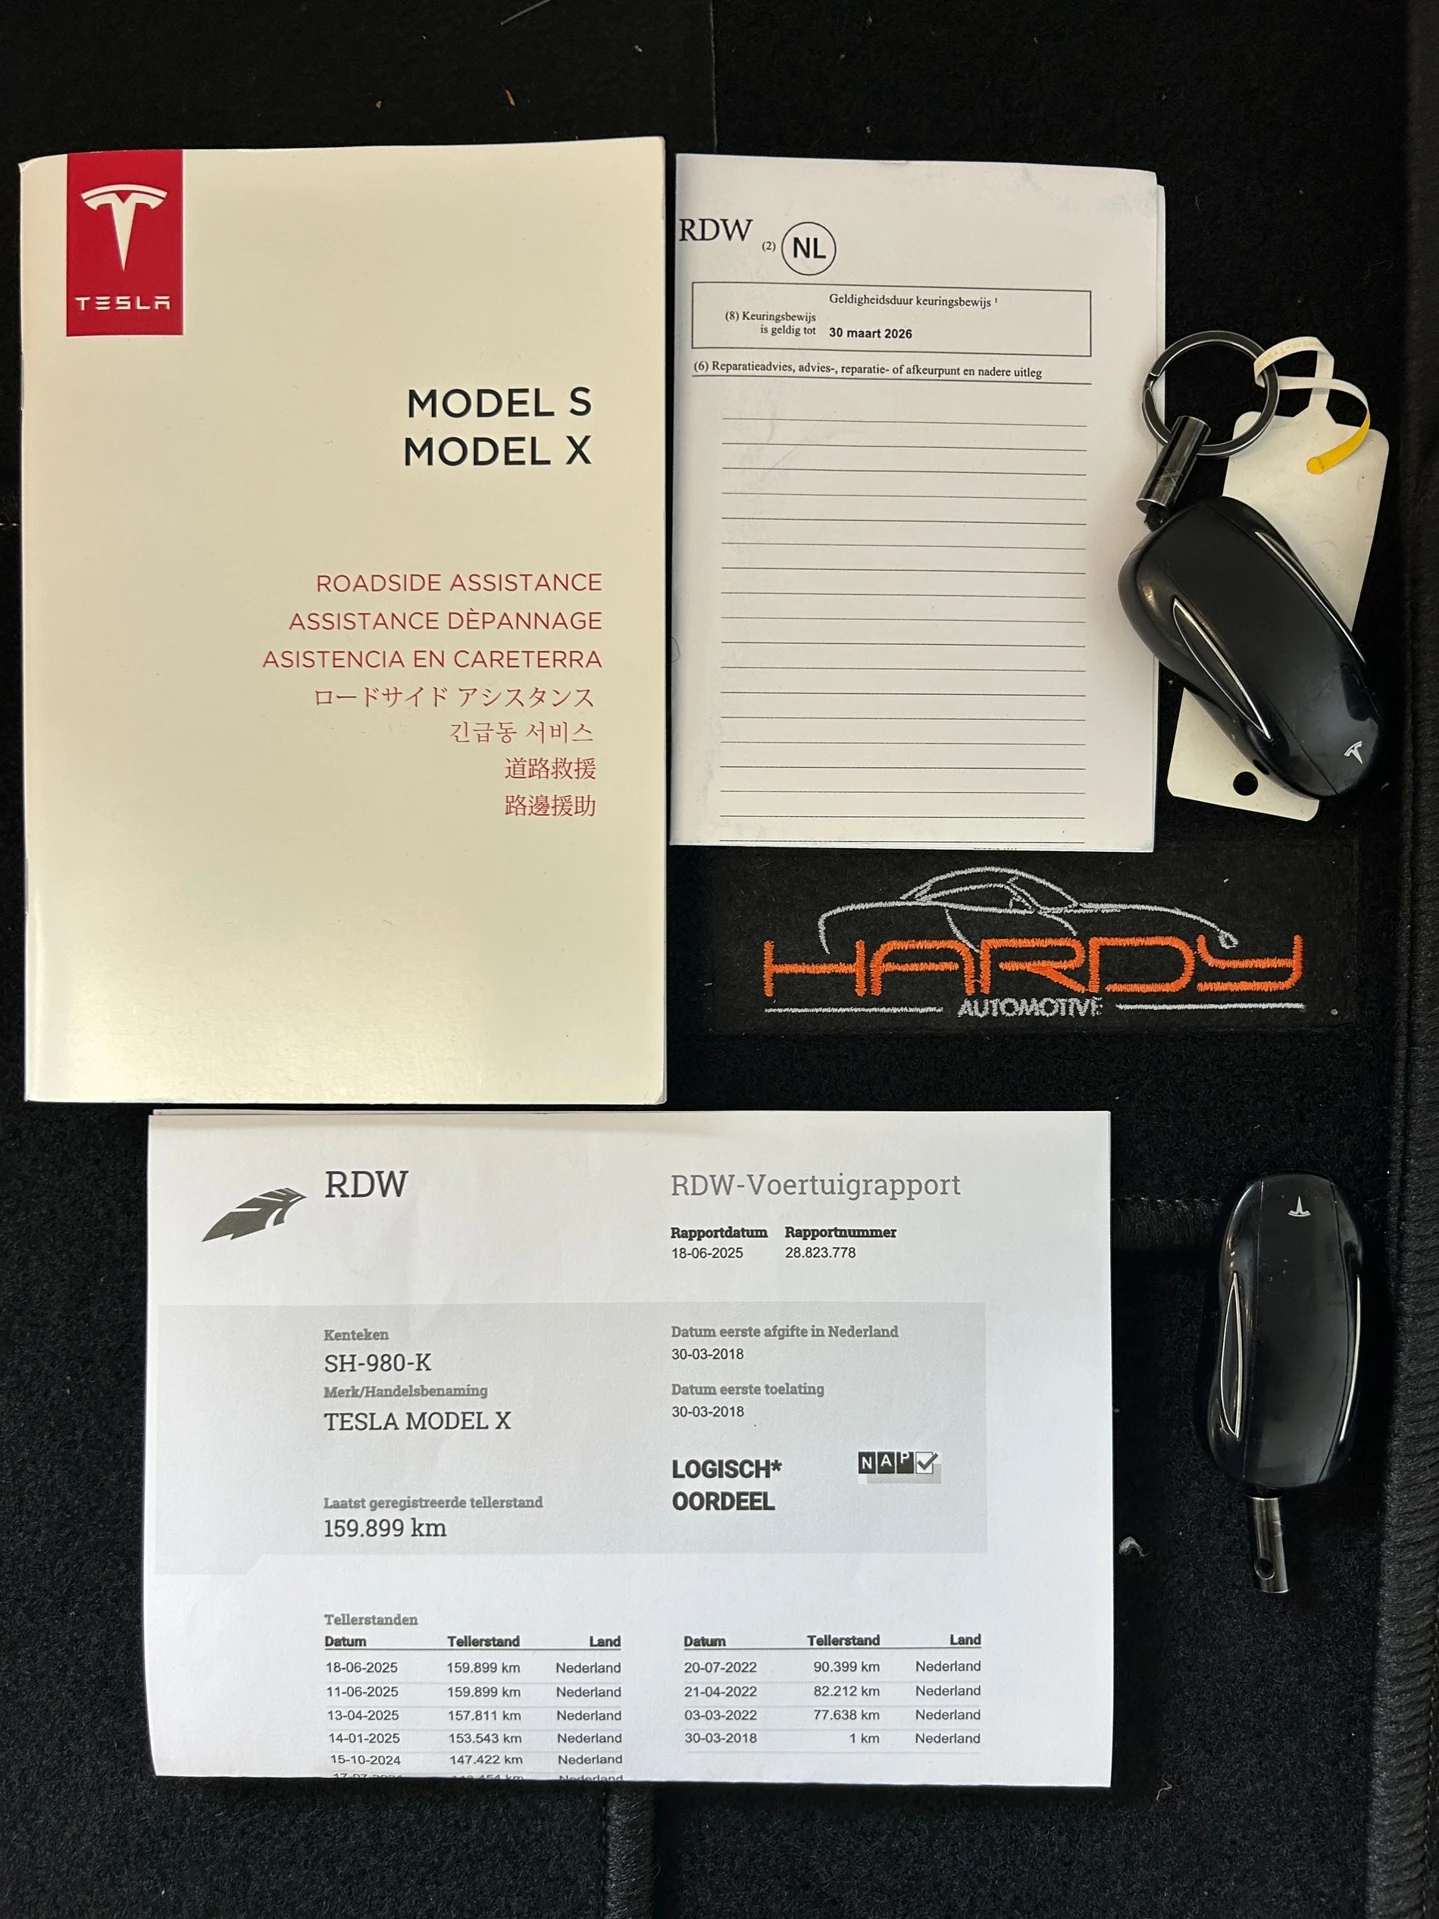 TESLA
MODEL S
MODEL X
ROADSIDE ASSISTANCE
ASSISTANCE DÈPANNAGE
ASISTENCIA EN CARETERRA
ロードサイド アシスタンス
긴급동 서비스
道路救援
路邊援助
RDW (2) NL
Geldigheidsduur keuringsbewijs 1
(8) Keuringsbewijs
is geldig tot 30 maart 2026
(6) Reparatieadvies, advies-, reparatie- of afkeurpunt en nadere uitleg
HARDY
AUTOMOTIVE
RDW
RDW-Voertuigrapport
Rapportdatum Rapportnummer
18-06-2025 28.823.778
Kenteken
SH-980-K
Merk/Handelsbenaming
TESLA MODEL X
Laatst geregistreerde tellerstand
159.899 km
Datum eerste afgifte in Nederland
30-03-2018
Datum eerste toelating
30-03-2018
LOGISCH*
OORDEEL
NAP
Tellerstanden
Datum Tellerstand Land
18-06-2025 159.899 km Nederland
11-06-2025 159.899 km Nederland
13-04-2025 157.811 km Nederland
14-01-2025 153.543 km Nederland
15-10-2024 147.422 km Nederland
Datum Tellerstand Land
20-07-2022 90.399 km Nederland
21-04-2022 82.212 km Nederland
03-03-2022 77.638 km Nederland
30-03-2018 1 km Nederland